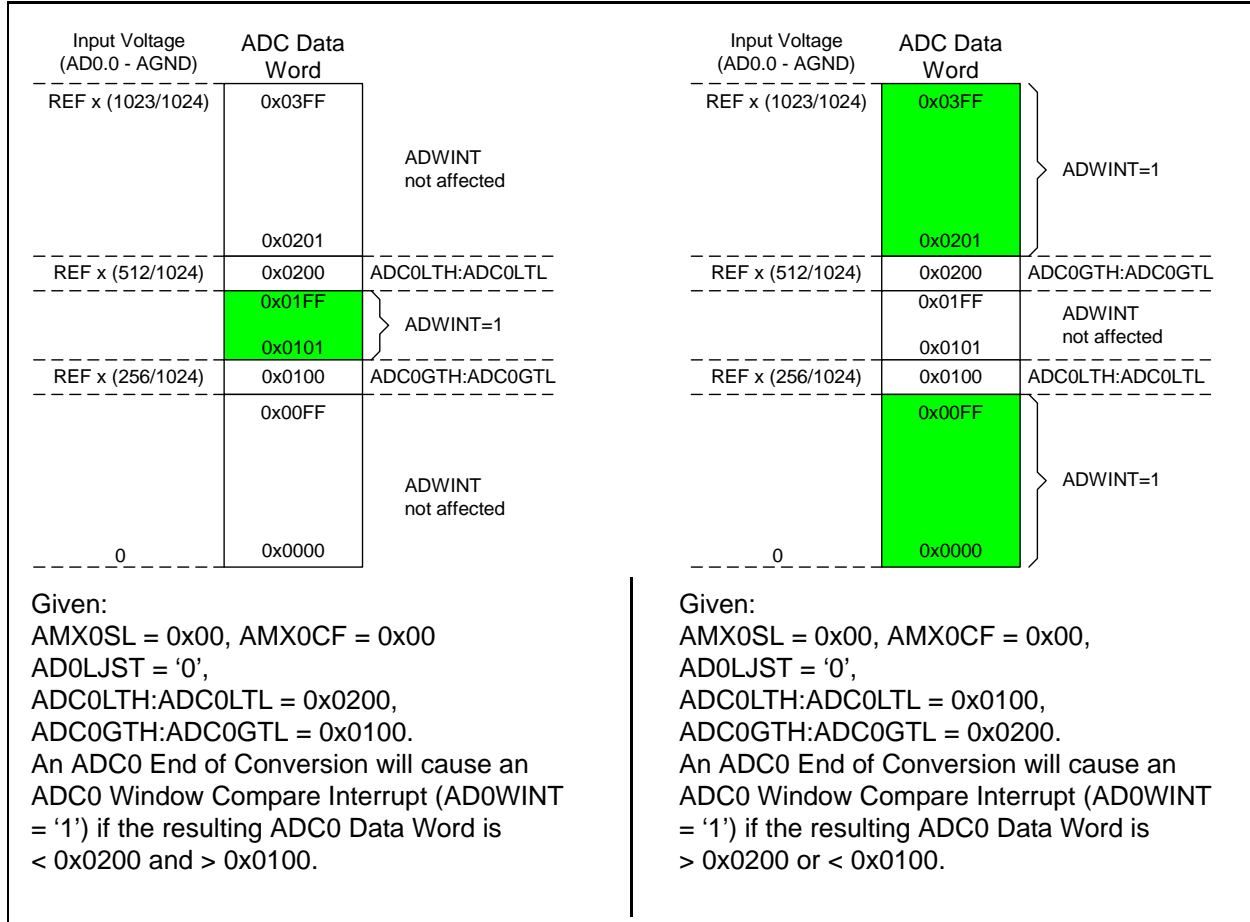 Input Voltage
(AD0.0 - AGND)
ADC Data
Word
REF x (1023/1024)
0x03FF
ADWINT
not affected
0x0201
REF x (512/1024)
0x0200
ADC0LTH:ADC0LTL
0x01FF
ADWINT=1
0x0101
REF x (256/1024)
0x0100
ADC0GTH:ADC0GTL
0x00FF
ADWINT
not affected
0
0x0000
Given:
AMX0SL = 0x00, AMX0CF = 0x00
AD0LJST = ‘0’,
ADC0LTH:ADC0LTL = 0x0200,
ADC0GTH:ADC0GTL = 0x0100.
An ADC0 End of Conversion will cause an
ADC0 Window Compare Interrupt (AD0WINT
= ‘1’) if the resulting ADC0 Data Word is
< 0x0200 and > 0x0100.
Input Voltage
(AD0.0 - AGND)
ADC Data
Word
REF x (1023/1024)
0x03FF
ADWINT=1
0x0201
REF x (512/1024)
0x0200
ADC0GTH:ADC0GTL
0x01FF
ADWINT
not affected
0x0101
REF x (256/1024)
0x0100
ADC0LTH:ADC0LTL
0x00FF
ADWINT=1
0
0x0000
Given:
AMX0SL = 0x00, AMX0CF = 0x00,
AD0LJST = ‘0’,
ADC0LTH:ADC0LTL = 0x0100,
ADC0GTH:ADC0GTL = 0x0200.
An ADC0 End of Conversion will cause an
ADC0 Window Compare Interrupt (AD0WINT
= ‘1’) if the resulting ADC0 Data Word is
> 0x0200 or < 0x0100.